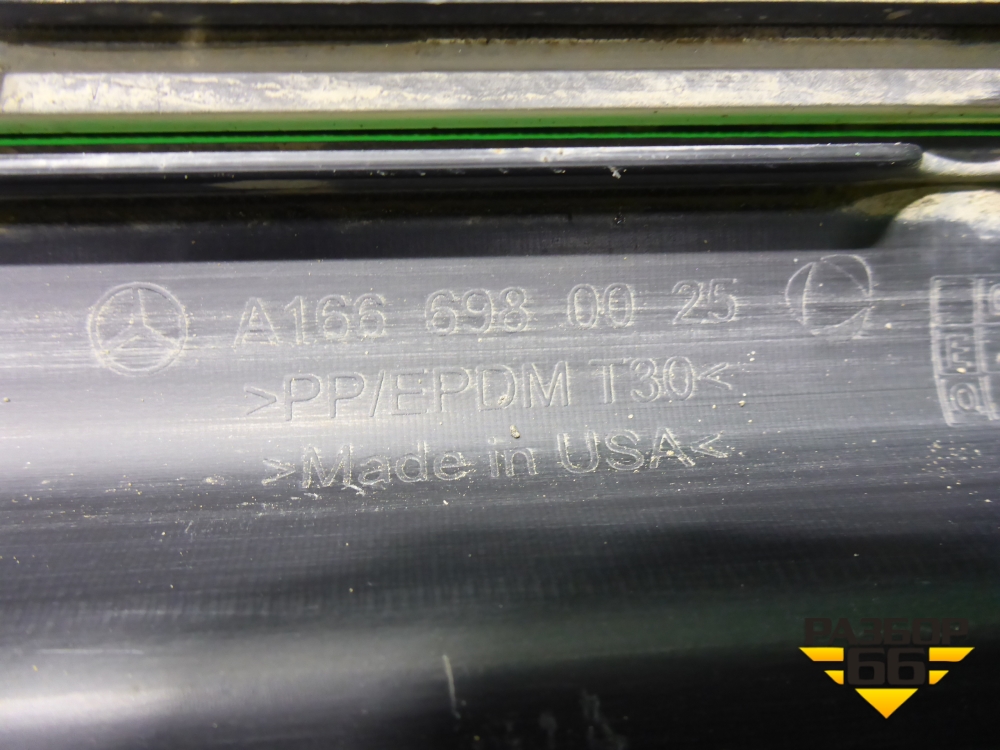 A166 698 00 25
>PP/EPDM T30<
>Made in USA<
РАЗБОР
66